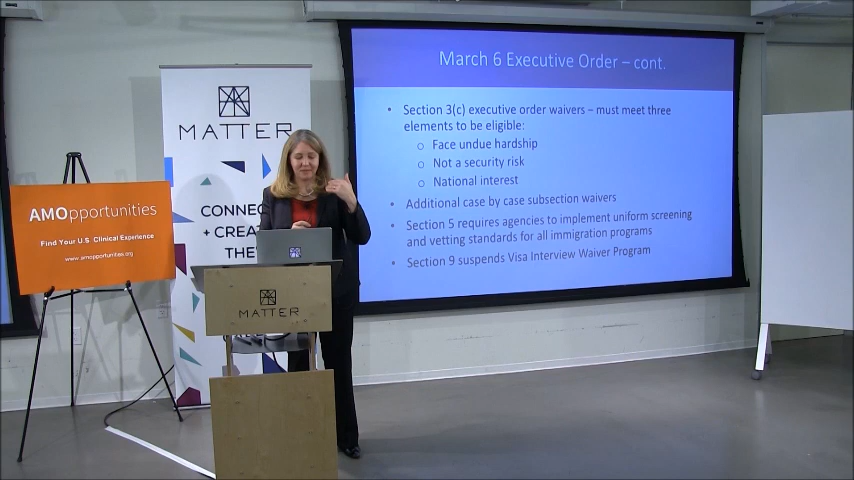 March 6 Executive Order – cont.
• Section 3(c) executive order waivers – must meet three
elements to be eligible:
o Face undue hardship
o Not a security risk
o National interest
• Additional case by case subsection waivers
• Section 5 requires agencies to implement uniform screening
and vetting standards for all immigration programs
• Section 9 suspends Visa Interview Waiver Program
MATTER
CONNEC
+ CREAT
THE
AMOpportunities
Find Your U.S. Clinical Experience
www.amopportunities.org
MATTER